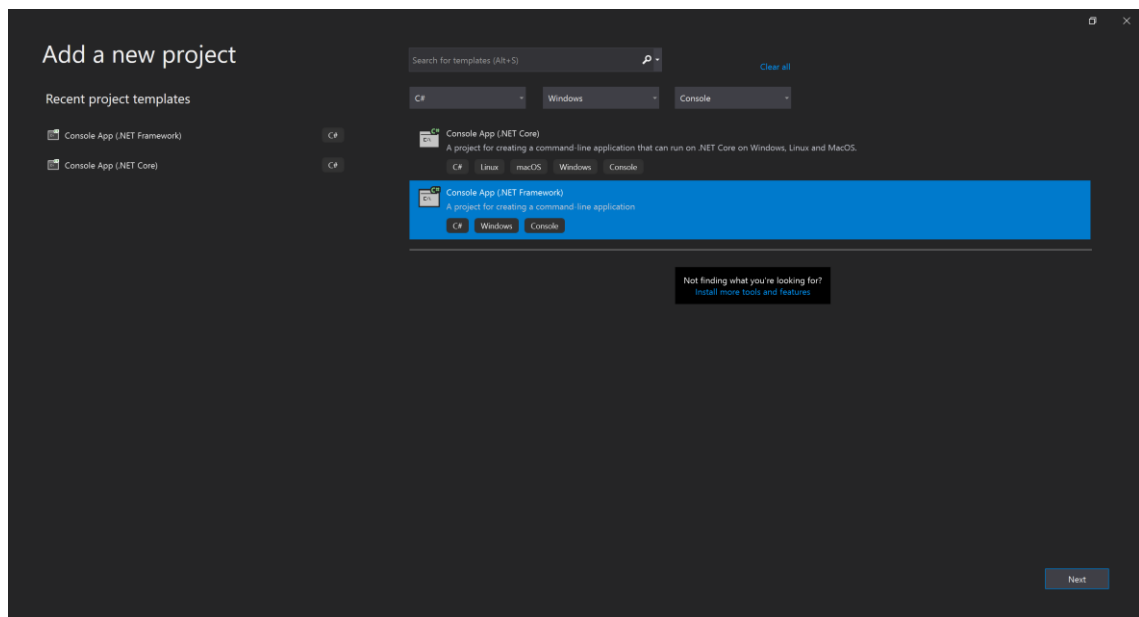 Add a new project
Recent project templates
Console App (.NET Framework) C#
Console App (.NET Core) C#
Search for templates (Alt+S)
Clear all
C# Windows Console
C#
Console App (.NET Core)
A project for creating a command-line application that can run on .NET Core on Windows, Linux and MacOS.
C# Linux macOS Windows Console
C#
Console App (.NET Framework)
A project for creating a command-line application
C# Windows Console
Not finding what you're looking for?
Install more tools and features
Next